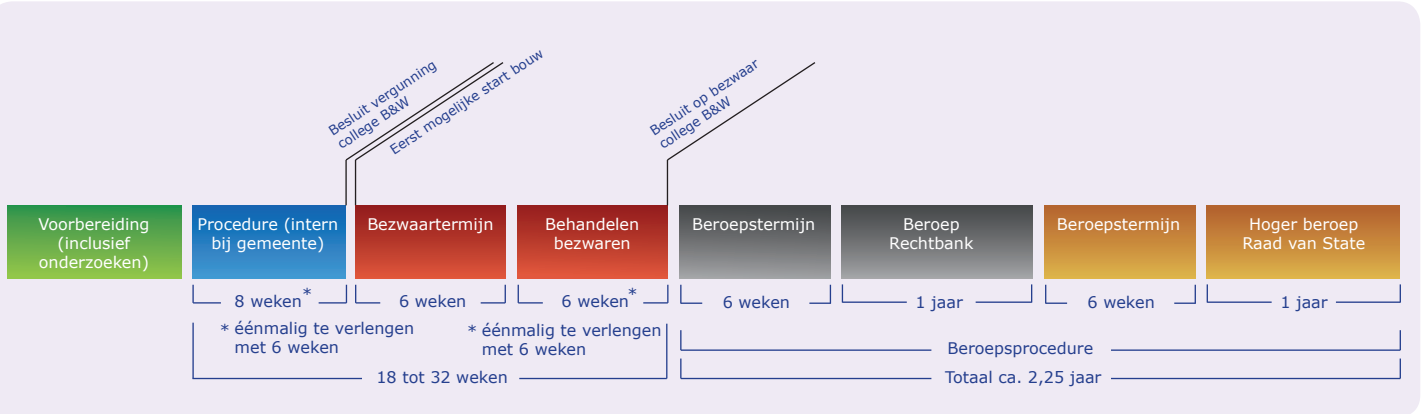 Besluit vergunning
college B&W
Eerst mogelijke start bouw
Besluit op bezwaar
college B&W
Voorbereiding
(inclusief
onderzoeken)
Procedure (intern
bij gemeente)
Bezwaartermijn
Behandelen
bezwaren
Beroepstermijn
Beroep
Rechtbank
Beroepstermijn
Hoger beroep
Raad van State
8 weken*
6 weken
6 weken*
6 weken
1 jaar
6 weken
1 jaar
* éénmalig te verlengen
met 6 weken
* éénmalig te verlengen
met 6 weken
Beroepsprocedure
18 tot 32 weken
Totaal ca. 2,25 jaar